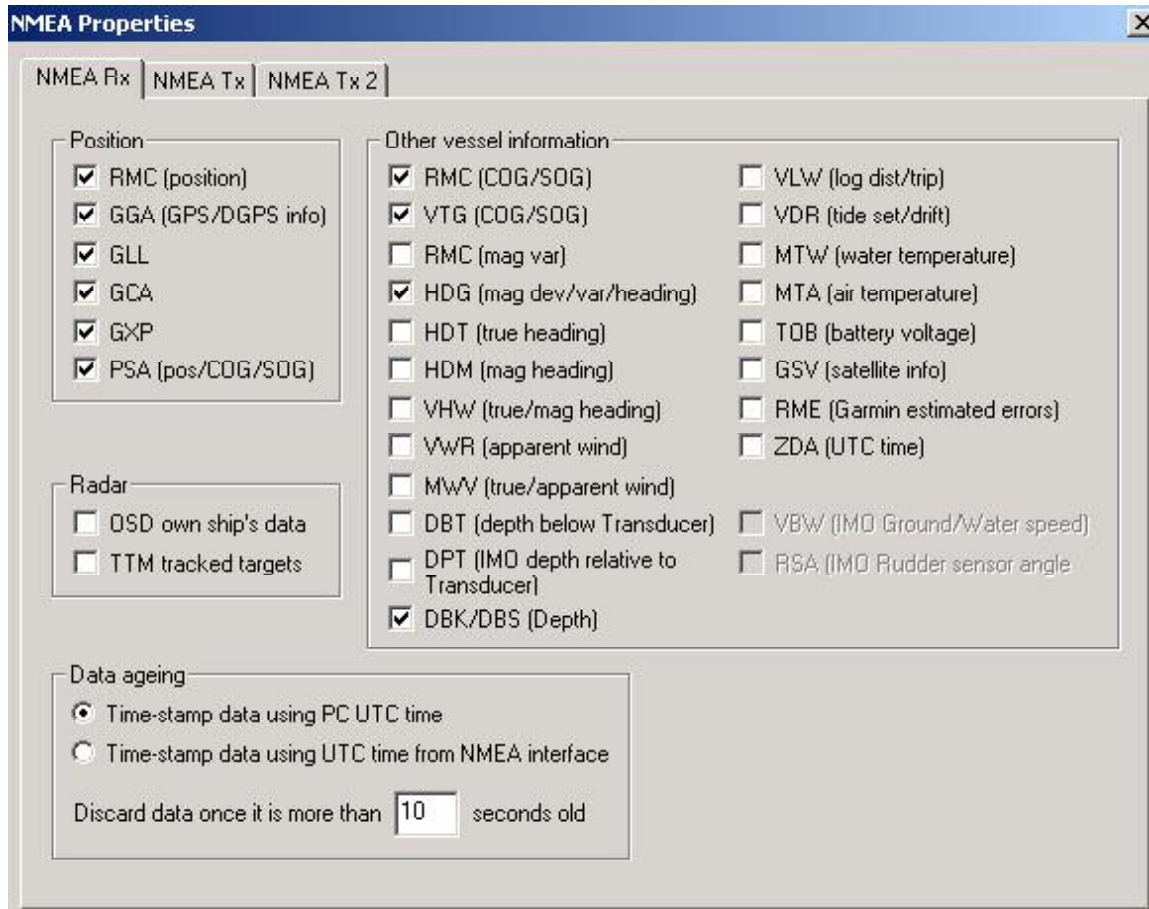 NMEA Properties
NMEA Rx
NMEA Tx
NMEA Tx 2
Position
RMC (position)
GGA (GPS/DGPS info)
GLL
GCA
GXP
PSA (pos/COG/SOG)
Radar
OSD own ship's data
TTM tracked targets
Other vessel information
RMC (COG/SOG)
VTG (COG/SOG)
RMC (mag var)
HDG (mag dev/var/heading)
HDT (true heading)
HDM (mag heading)
VHW (true/mag heading)
VWR (apparent wind)
MWV (true/apparent wind)
DBT (depth below Transducer)
DPT (IMO depth relative to
Transducer)
DBK/DBS (Depth)
VLW (log dist/trip)
VDR (tide set/drift)
MTW (water temperature)
MTA (air temperature)
TOB (battery voltage)
GSV (satellite info)
RME (Garmin estimated errors)
ZDA (UTC time)
VBW (IMO Ground/Water speed)
RSA (IMO Rudder sensor angle
Data ageing
Time-stamp data using PC UTC time
Time-stamp data using UTC time from NMEA interface
Discard data once it is more than 10 seconds old